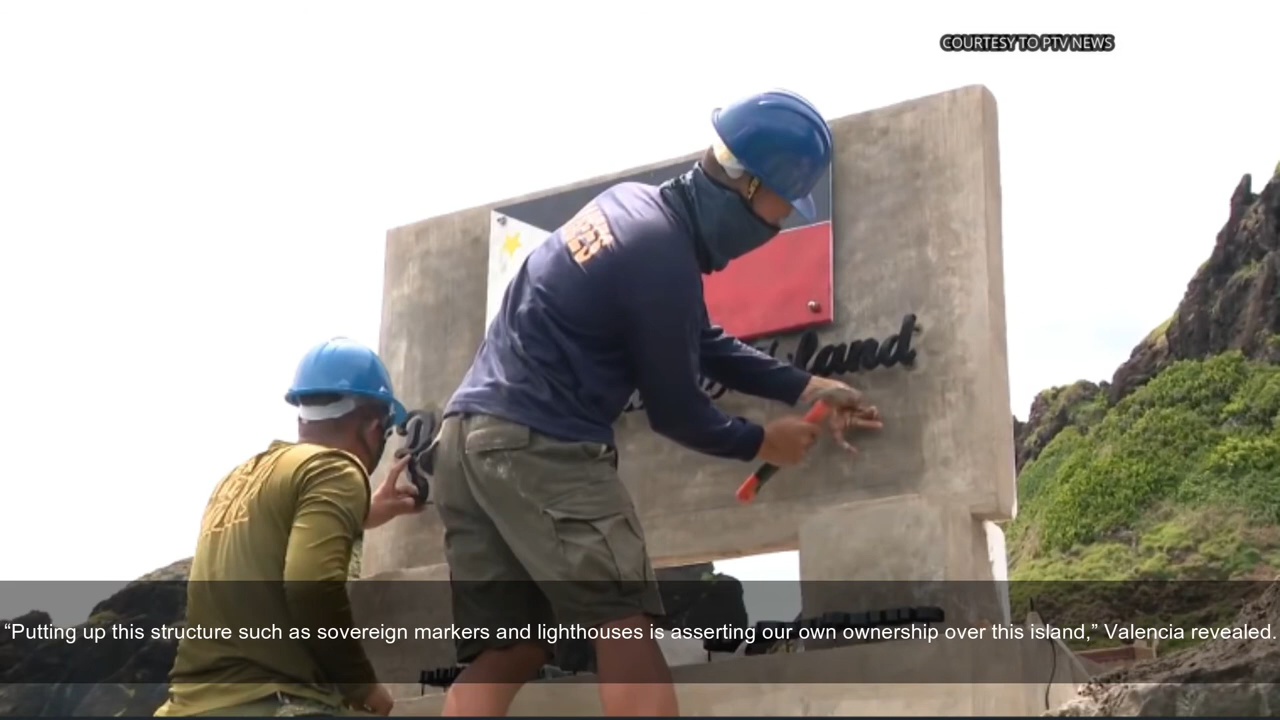 COURTESY TO PTV NEWS
Island
“Putting up this structure such as sovereign markers and lighthouses is asserting our own ownership over this island,” Valencia revealed.